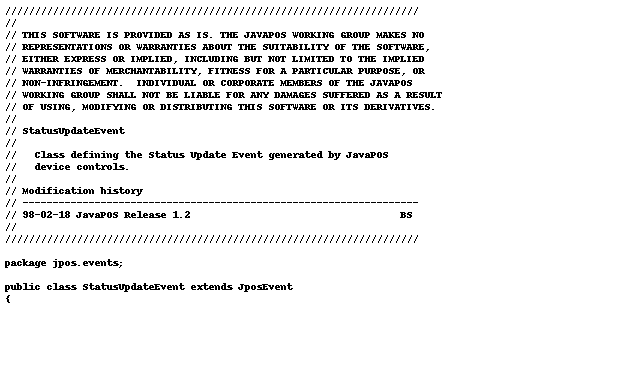 /////////////////////////////////////////////////////////////////////
//
// THIS SOFTWARE IS PROVIDED AS IS. THE JAVAPOS WORKING GROUP MAKES NO
// REPRESENTATIONS OR WARRANTIES ABOUT THE SUITABILITY OF THE SOFTWARE,
// EITHER EXPRESS OR IMPLIED, INCLUDING BUT NOT LIMITED TO THE IMPLIED
// WARRANTIES OF MERCHANTABILITY, FITNESS FOR A PARTICULAR PURPOSE, OR
// NON-INFRINGEMENT.  INDIVIDUAL OR CORPORATE MEMBERS OF THE JAVAPOS
// WORKING GROUP SHALL NOT BE LIABLE FOR ANY DAMAGES SUFFERED AS A RESULT
// OF USING, MODIFYING OR DISTRIBUTING THIS SOFTWARE OR ITS DERIVATIVES.
//
// StatusUpdateEvent
//
//   Class defining the Status Update Event generated by JavaPOS
//   device controls.
//
// Modification history
// ------------------------------------------------------------------
// 98-02-18 JavaPOS Release 1.2                                   BS
//
/////////////////////////////////////////////////////////////////////
package jpos.events;
public class StatusUpdateEvent extends JposEvent
{